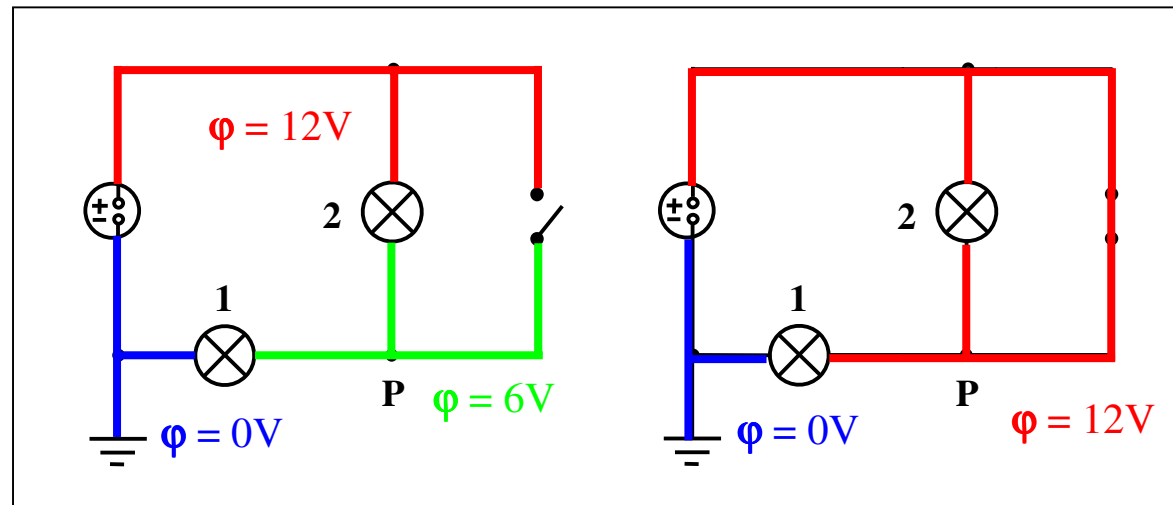 φ = 12V
±
−
2
1
P
φ = 6V
φ = 0V
±
−
2
1
P
φ = 0V
φ = 12V